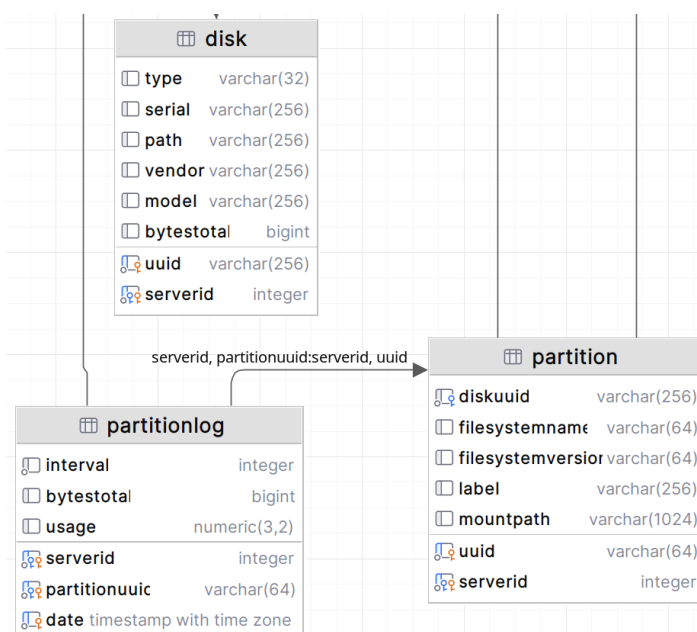 disk
type varchar(32)
serial varchar(256)
path varchar(256)
vendor varchar(256)
model varchar(256)
bytestotal bigint
uuid varchar(256)
serverid integer
serverid, partitionuuid:serverid, uuid
partition
diskuuid varchar(256)
filesystemname varchar(64)
filesystemversion varchar(64)
label varchar(256)
mountpath varchar(1024)
uuid varchar(64)
serverid integer
partitionlog
interval integer
bytestotal bigint
usage numeric(3,2)
serverid integer
partitionuuid varchar(64)
date timestamp with time zone